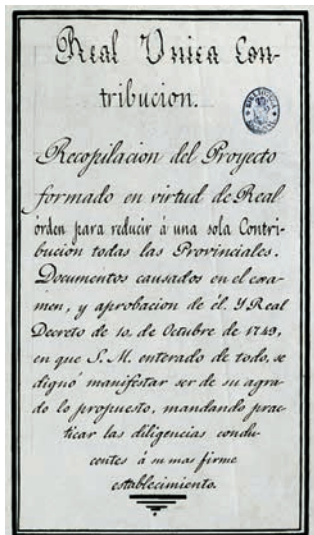 Real Unica Con-
tribucion.
Recopilacion del Proyecto
formado en virtud de Real
órden para reducir á una sola Contri-
bucion todas las Provinciales.
Documentos causados en el exa-
men, y aprobacion de él. Y Real
Decreto de 10. de Octubre de 1749,
en que S. M. enterado de todo, se
dignó manifestar ser de su agra-
do lo propuesto, mandando prac-
ticar las diligencias condu-
centes á su mas firme
establecimiento.